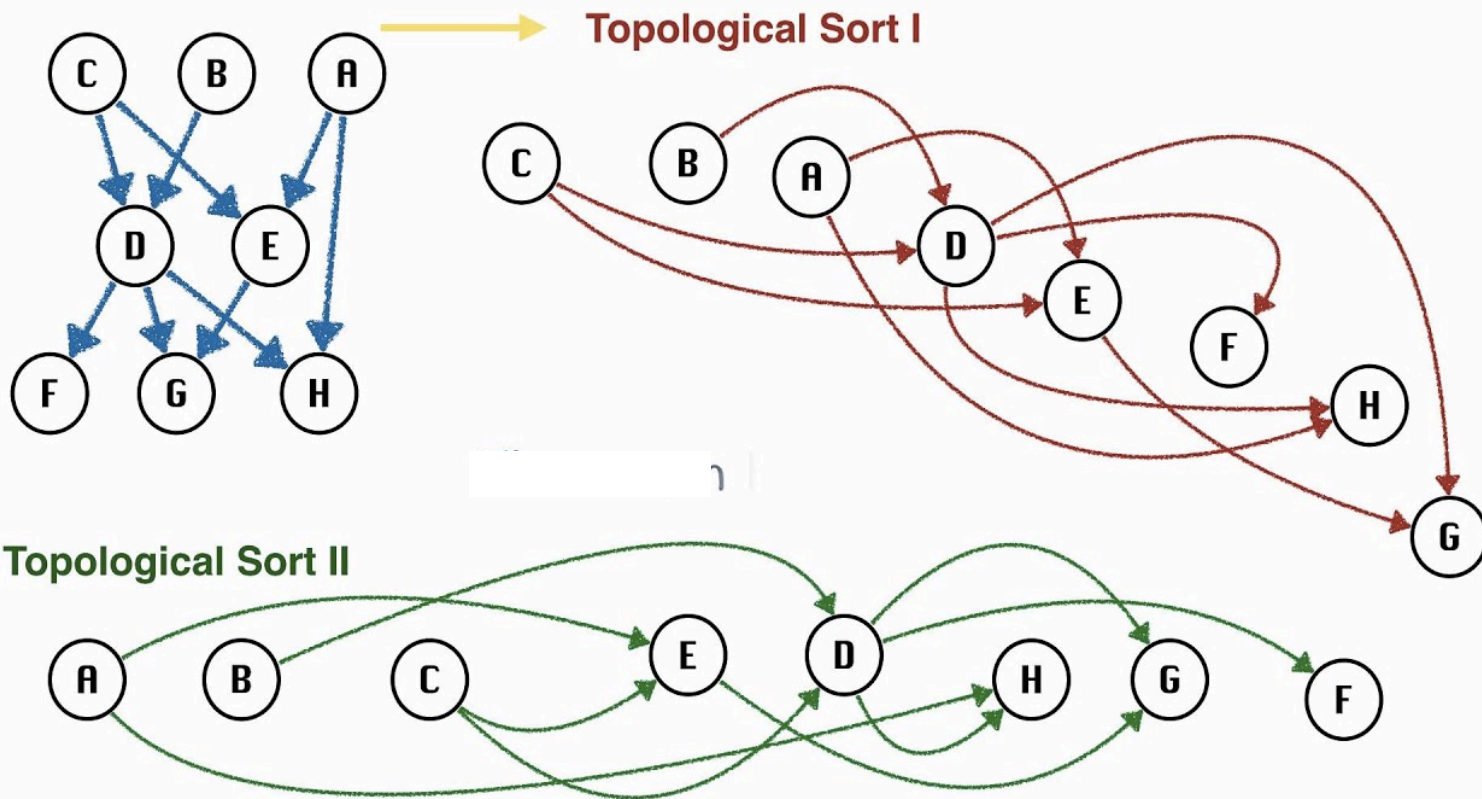 Topological Sort I
C B A
D E
F G H
C B A D E F H G
Topological Sort II
A B C E D H G F